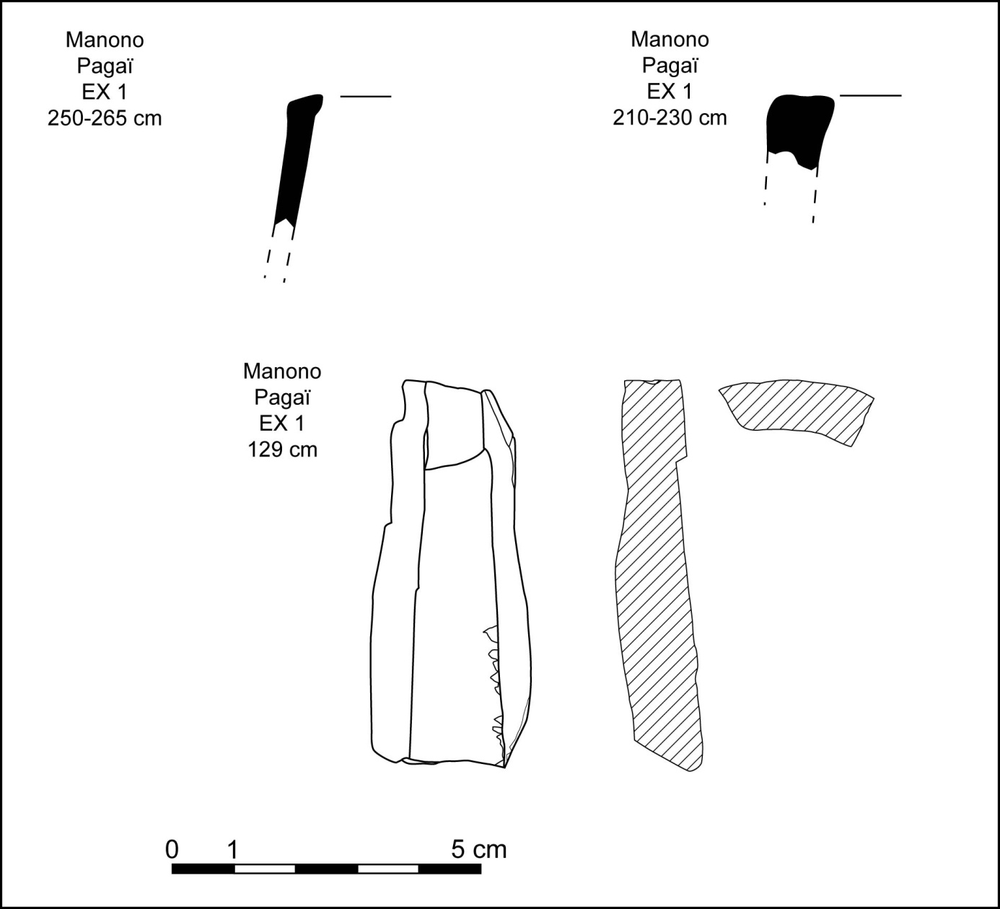 Manono
Pagaï
EX 1
250-265 cm
Manono
Pagaï
EX 1
210-230 cm
Manono
Pagaï
EX 1
129 cm
0 1 5 cm